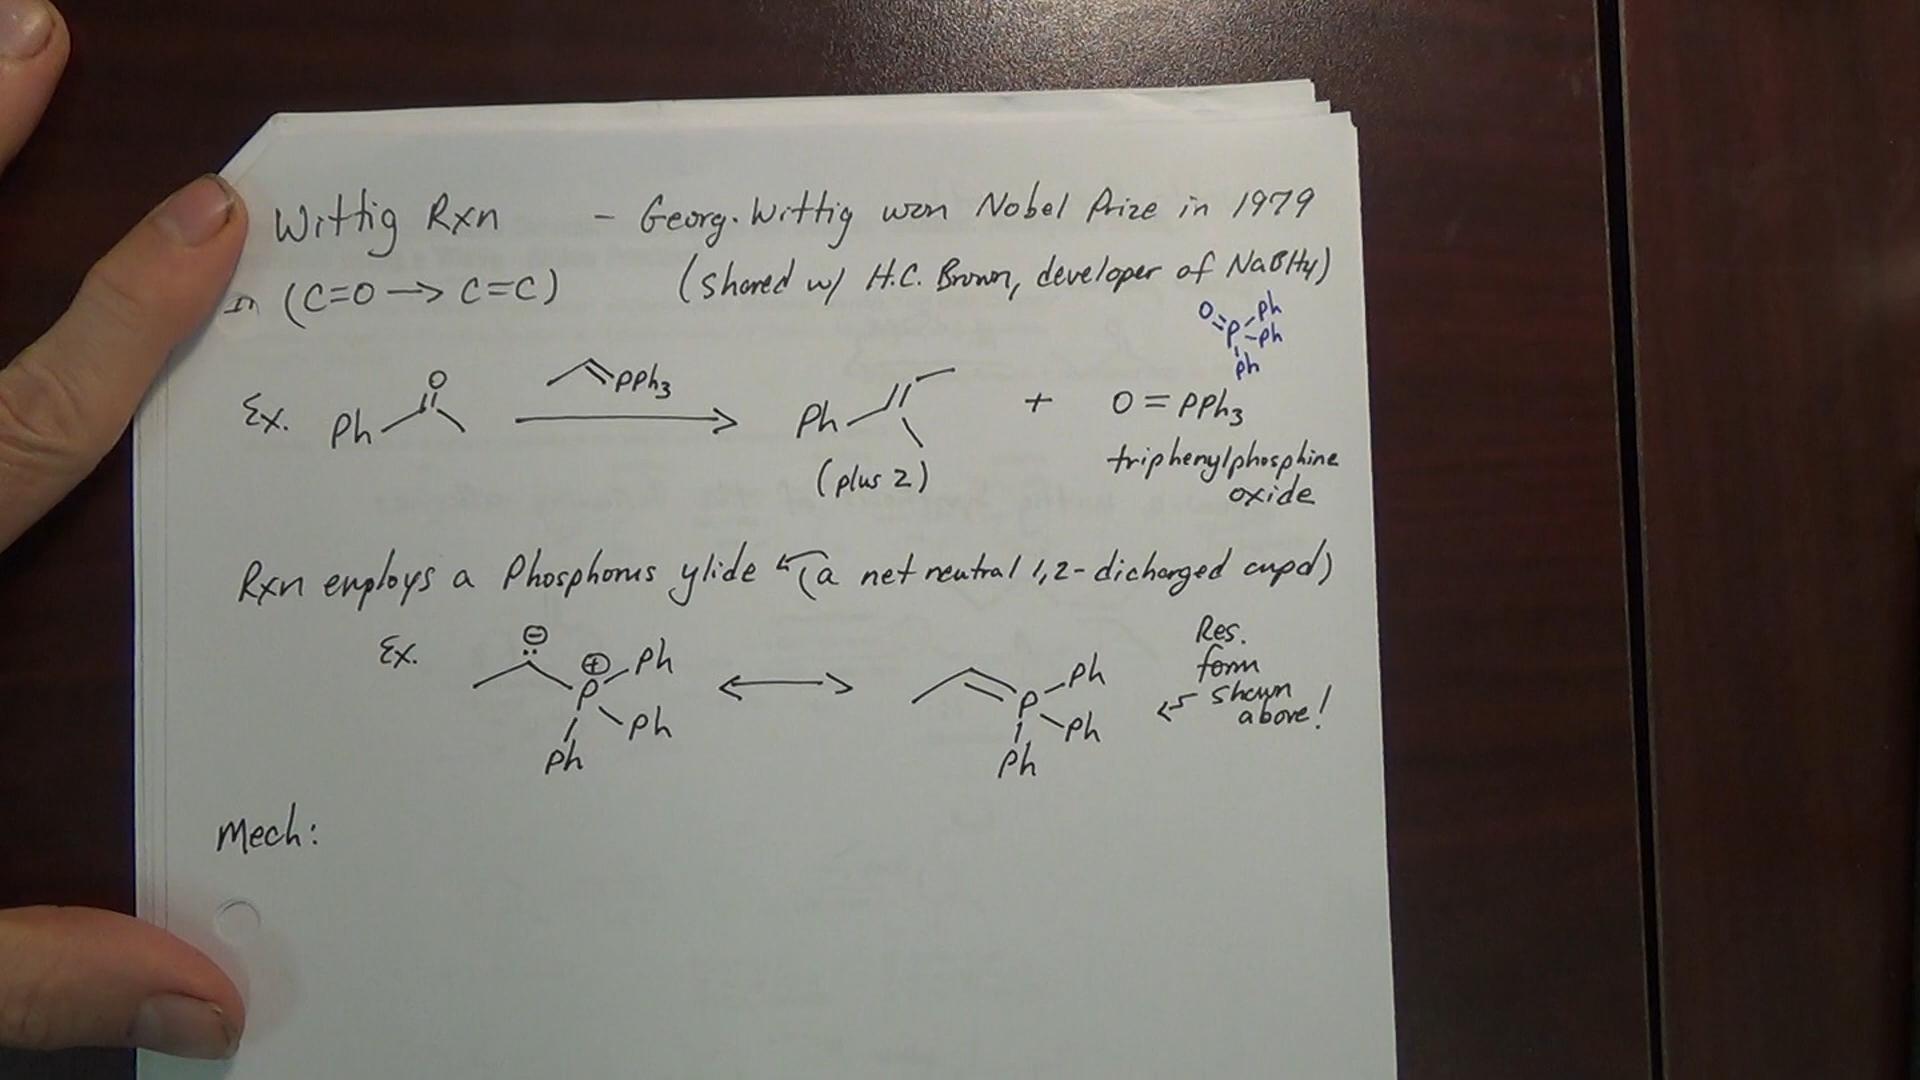 Wittig Rxn - Georg. Wittig won Nobel Prize in 1979
In (C=O → C=C) (shared w/ H.C. Brown, developer of NaBH4)
O=P-Ph
-Ph
Ph
Ex. Ph O PPh3 Ph + O=PPh3
(plus 2) triphenylphosphine
oxide
Rxn employs a Phosphorus ylide (a net neutral 1,2-dicharged cmpd)
Ex. ⊖ ⊕ P Ph Ph Ph ↔ P Ph Ph Ph
Res.
form
shown
above!
Mech: